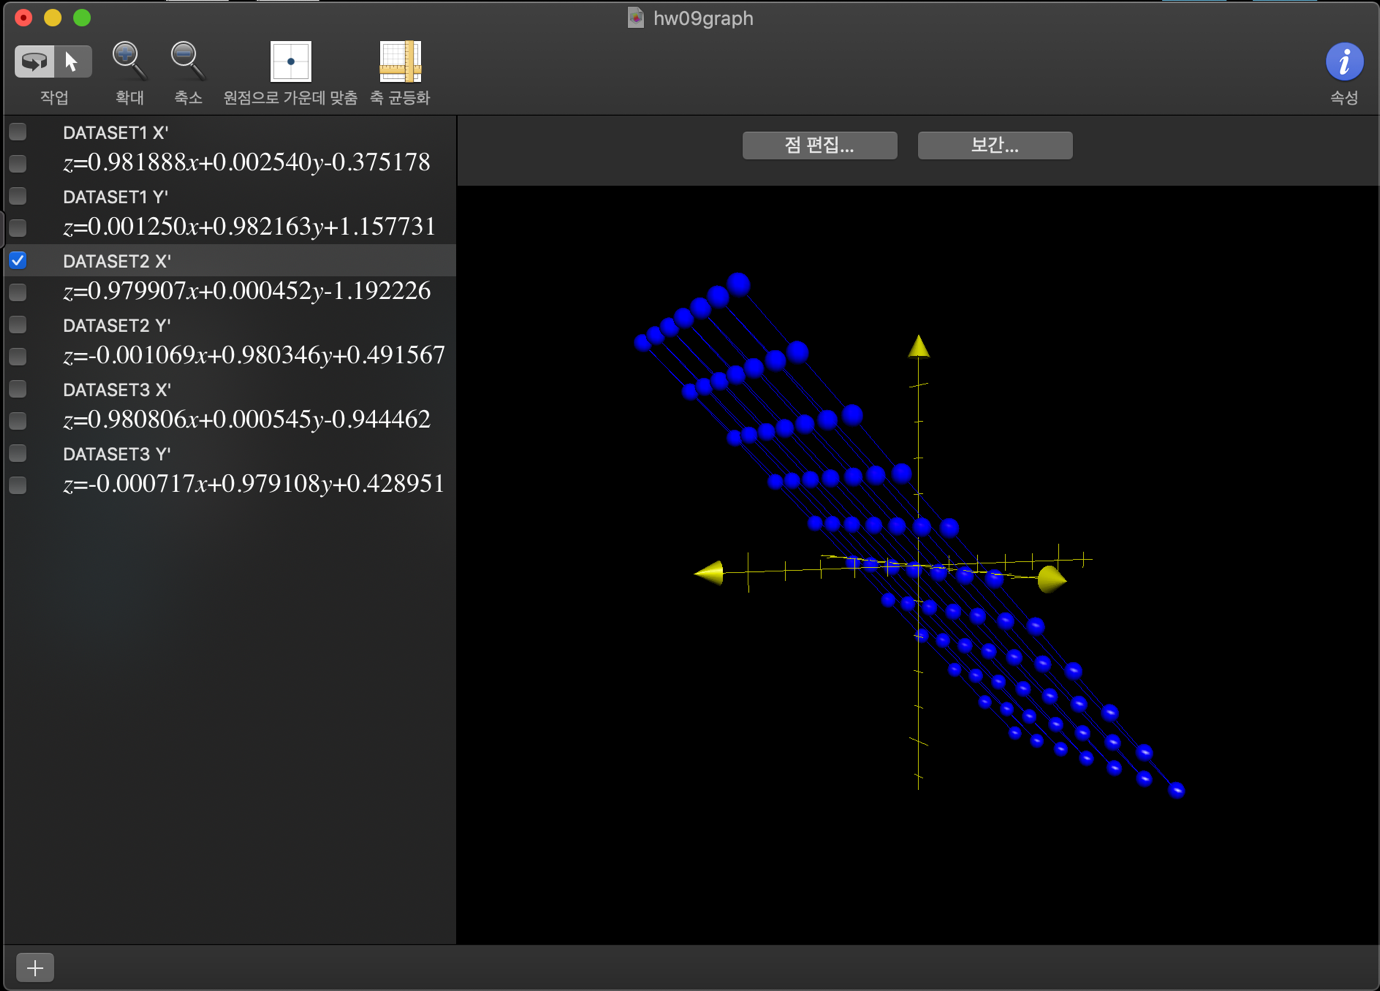 hw09graph
작업
확대
축소
원점으로 가운데 맞춤
축 균등화
속성
점 편집...
보간...
DATASET1 X'
z=0.981888x+0.002540y-0.375178
DATASET1 Y'
z=0.001250x+0.982163y+1.157731
DATASET2 X'
z=0.979907x+0.000452y-1.192226
DATASET2 Y'
z=-0.001069x+0.980346y+0.491567
DATASET3 X'
z=0.980806x+0.000545y-0.944462
DATASET3 Y'
z=-0.000717x+0.979108y+0.428951